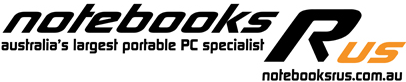 notebooks R us
australia's largest portable PC specialist
notebooksrus.com.au